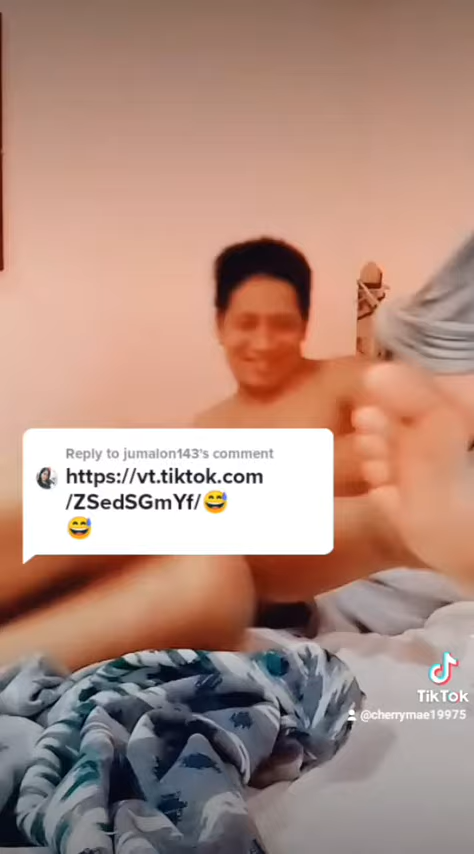 Reply to jumalon143's comment
https://vt.tiktok.com
/ZSedSGmYf/😅
😅
TikTok
@cherrymae19975